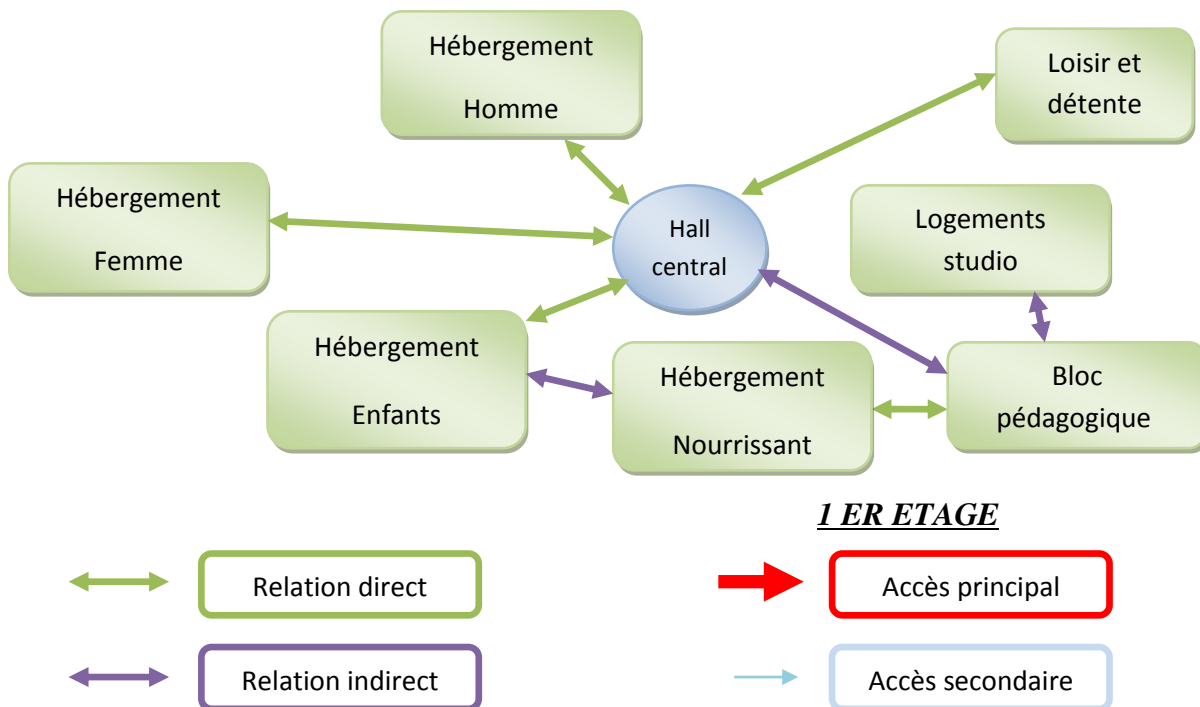 Hébergement
Homme
Loisir et
détente
Hébergement
Femme
Hall
central
Logements
studio
Hébergement
Enfants
Hébergement
Nourrissant
Bloc
pédagogique
1 ER ETAGE
Relation direct
Accès principal
Relation indirect
Accès secondaire